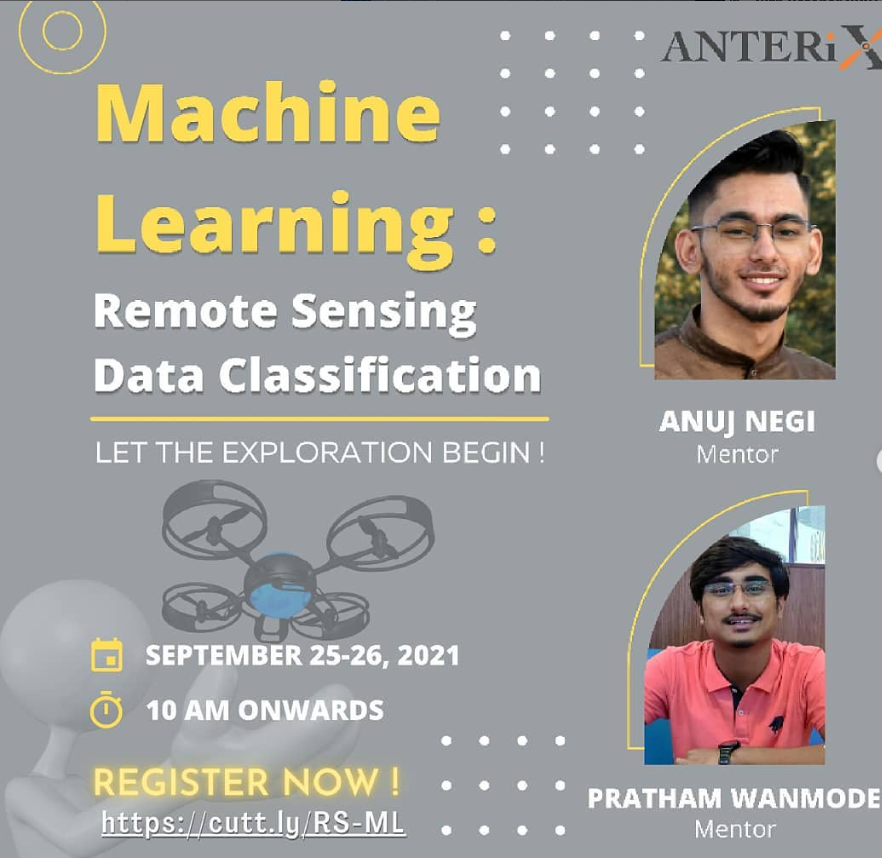 ANTERiX
Machine
Learning :
Remote Sensing
Data Classification
LET THE EXPLORATION BEGIN !
ANUJ NEGI
Mentor
SEPTEMBER 25-26, 2021
10 AM ONWARDS
REGISTER NOW !
https://cutt.ly/RS-ML
PRATHAM WANMODE
Mentor